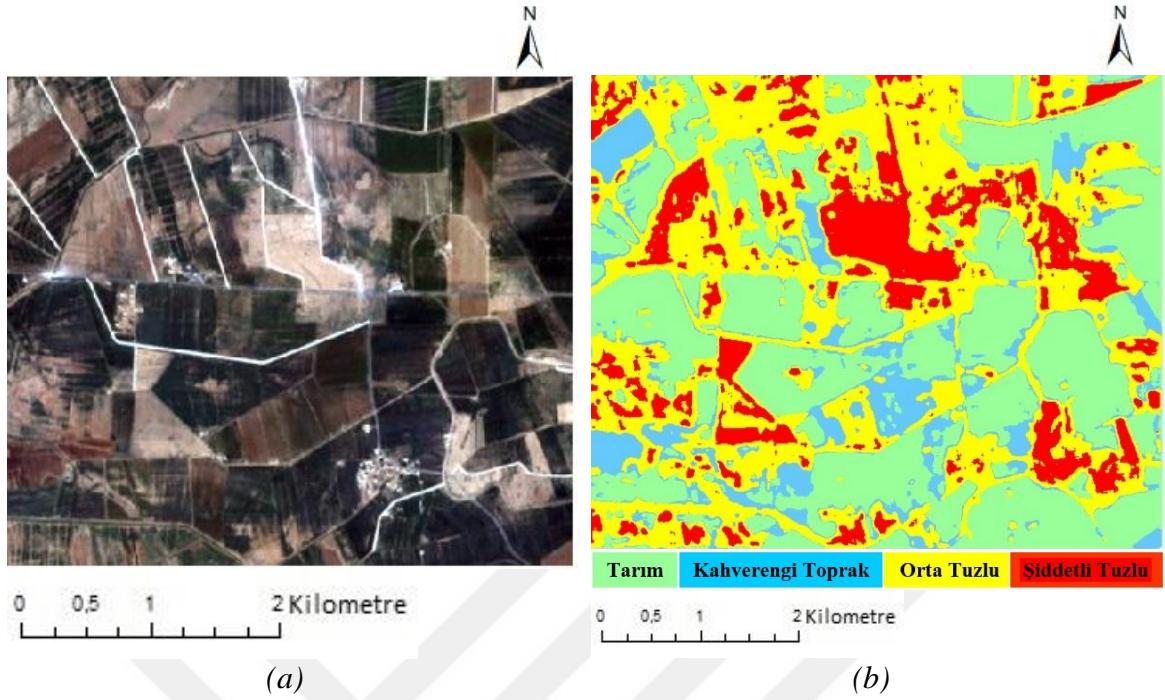 N
N
Tarım Kahverengi Toprak Orta Tuzlu Şiddetli Tuzlu
0 0,5 1 2 Kilometre
0 0,5 1 2 Kilometre
(a)
(b)